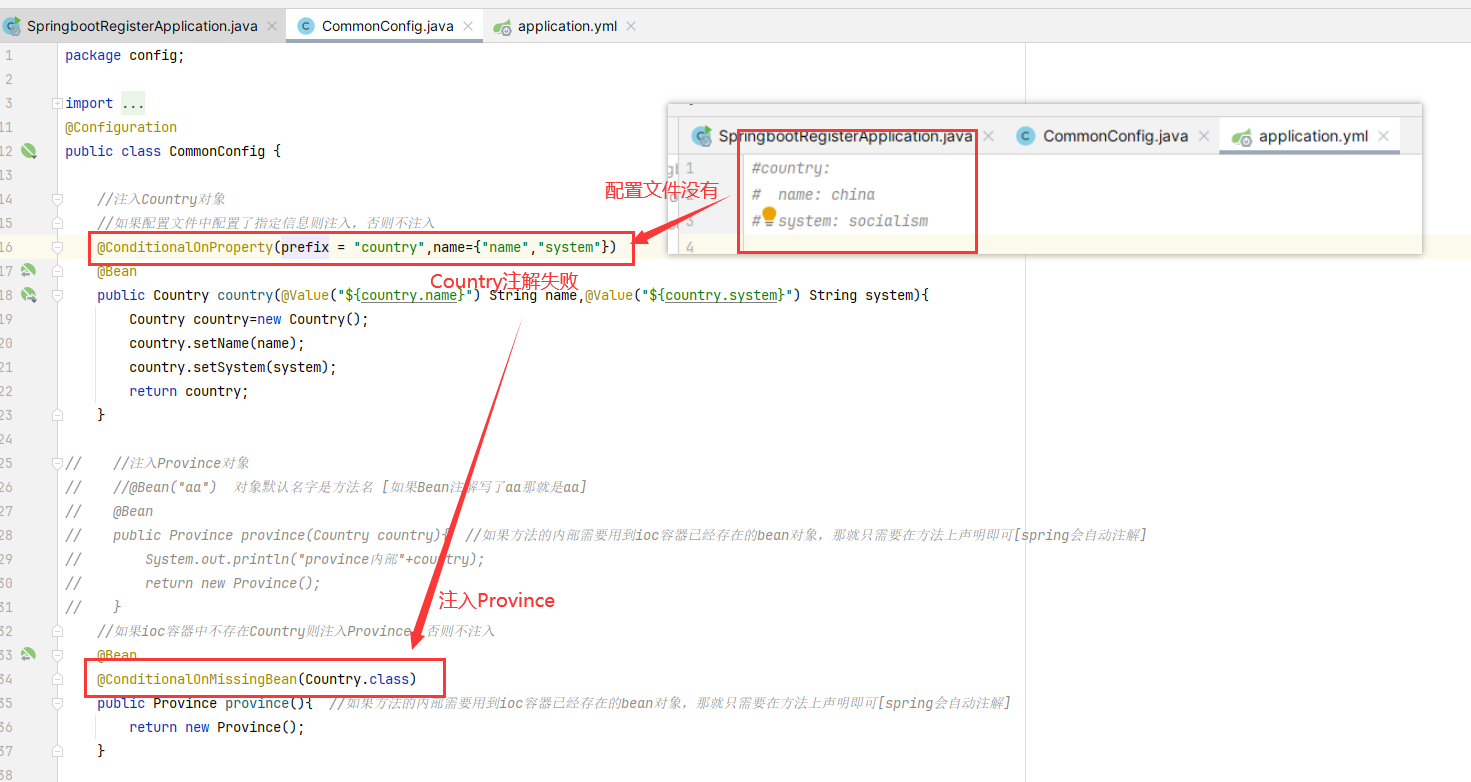 SpringbootRegisterApplication.java
CommonConfig.java
application.yml
1 package config;
2
3 import ...
11 @Configuration
12 public class CommonConfig {
13
14 //注入Country对象
15 //如果配置文件中配置了指定信息则注入，否则不注入
16 @ConditionalOnProperty(prefix = "country",name={"name","system"})
17 @Bean
18 public Country country(@Value("${country.name}") String name,@Value("${country.system}") String system){
19 Country country=new Country();
20 country.setName(name);
21 country.setSystem(system);
22 return country;
23 }
24
25 // //注入Province对象
26 // //@Bean("aa") 对象默认名字是方法名 [如果Bean注解写了aa那就是aa]
27 // @Bean
28 // public Province province(Country country){ //如果方法的内部需要用到ioc容器已经存在的bean对象，那就只需要在方法上声明即可[spring会自动注解]
29 // System.out.println("province内部"+country);
30 // return new Province();
31 // }
32 //如果ioc容器中不存在Country则注入Province 否则不注入
33 @Bean
34 @ConditionalOnMissingBean(Country.class)
35 public Province province(){ //如果方法的内部需要用到ioc容器已经存在的bean对象，那就只需要在方法上声明即可[spring会自动注解]
36 return new Province();
37 }
38
SpringbootRegisterApplication.java
CommonConfig.java
application.yml
1 #country:
# name: china
3 # system: socialism
4
配置文件没有
Country注解失败
注入Province